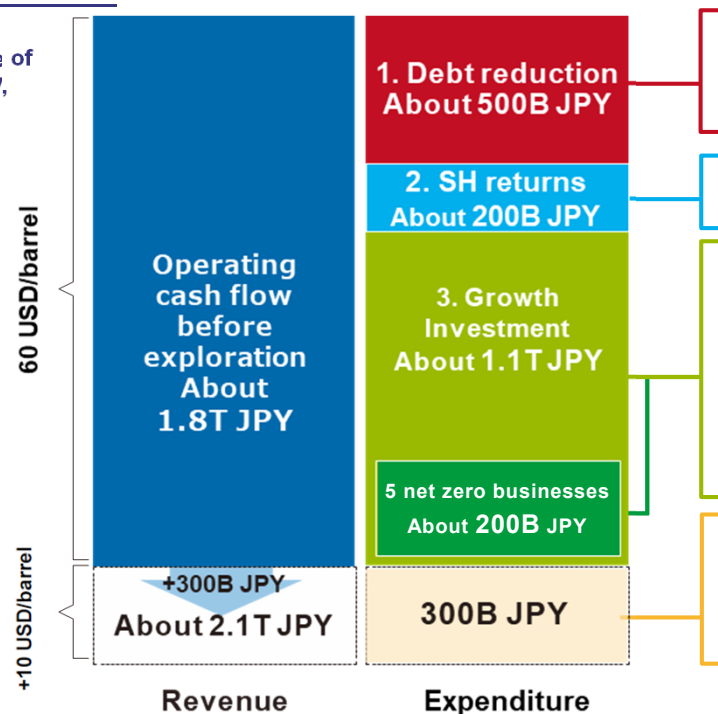 of
60 USD/barrel
+10 USD/barrel
Operating
cash flow
before
exploration
About
1.8T JPY
+300B JPY
About 2.1T JPY
Revenue
1. Debt reduction
About 500B JPY
2. SH returns
About 200B JPY
3. Growth
Investment
About 1.1T JPY
5 net zero businesses
About 200B JPY
300B JPY
Expenditure